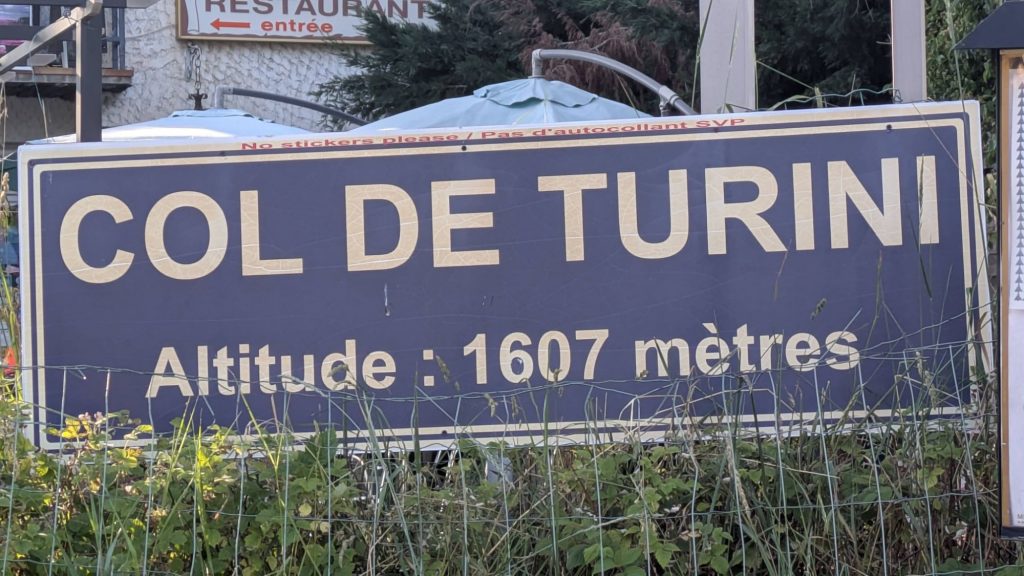 RESTAURANT
entrée
No stickers please / Pas d'autocollant SVP
COL DE TURINI
Altitude : 1607 mètres